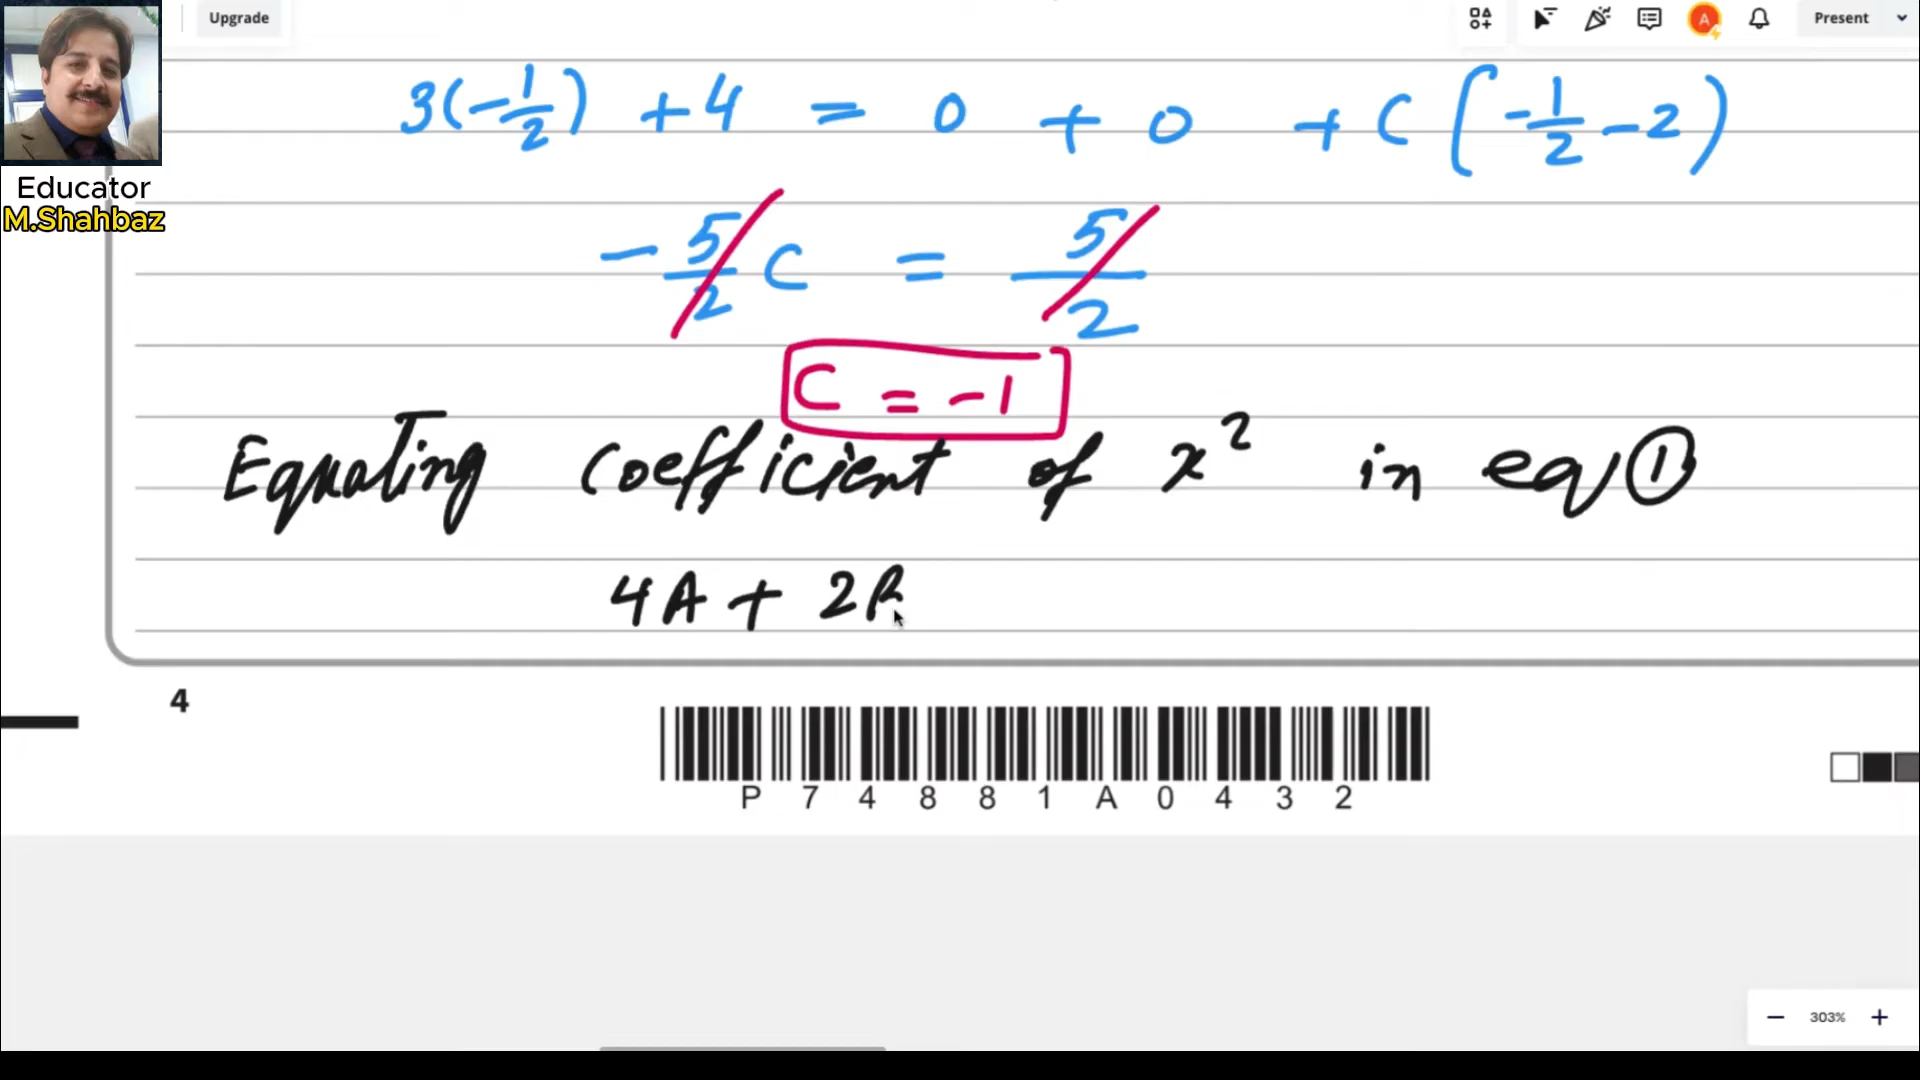 Upgrade
A
Present
Educator
M.Shahbaz
3(-1/2) + 4 = 0 + 0 + C(-1/2 - 2)
- 5/2 C = 5/2
C = -1
Equating coefficient of x² in eq ①
4A + 2B
4
P 7 4 8 8 1 A 0 4 3 2
303%